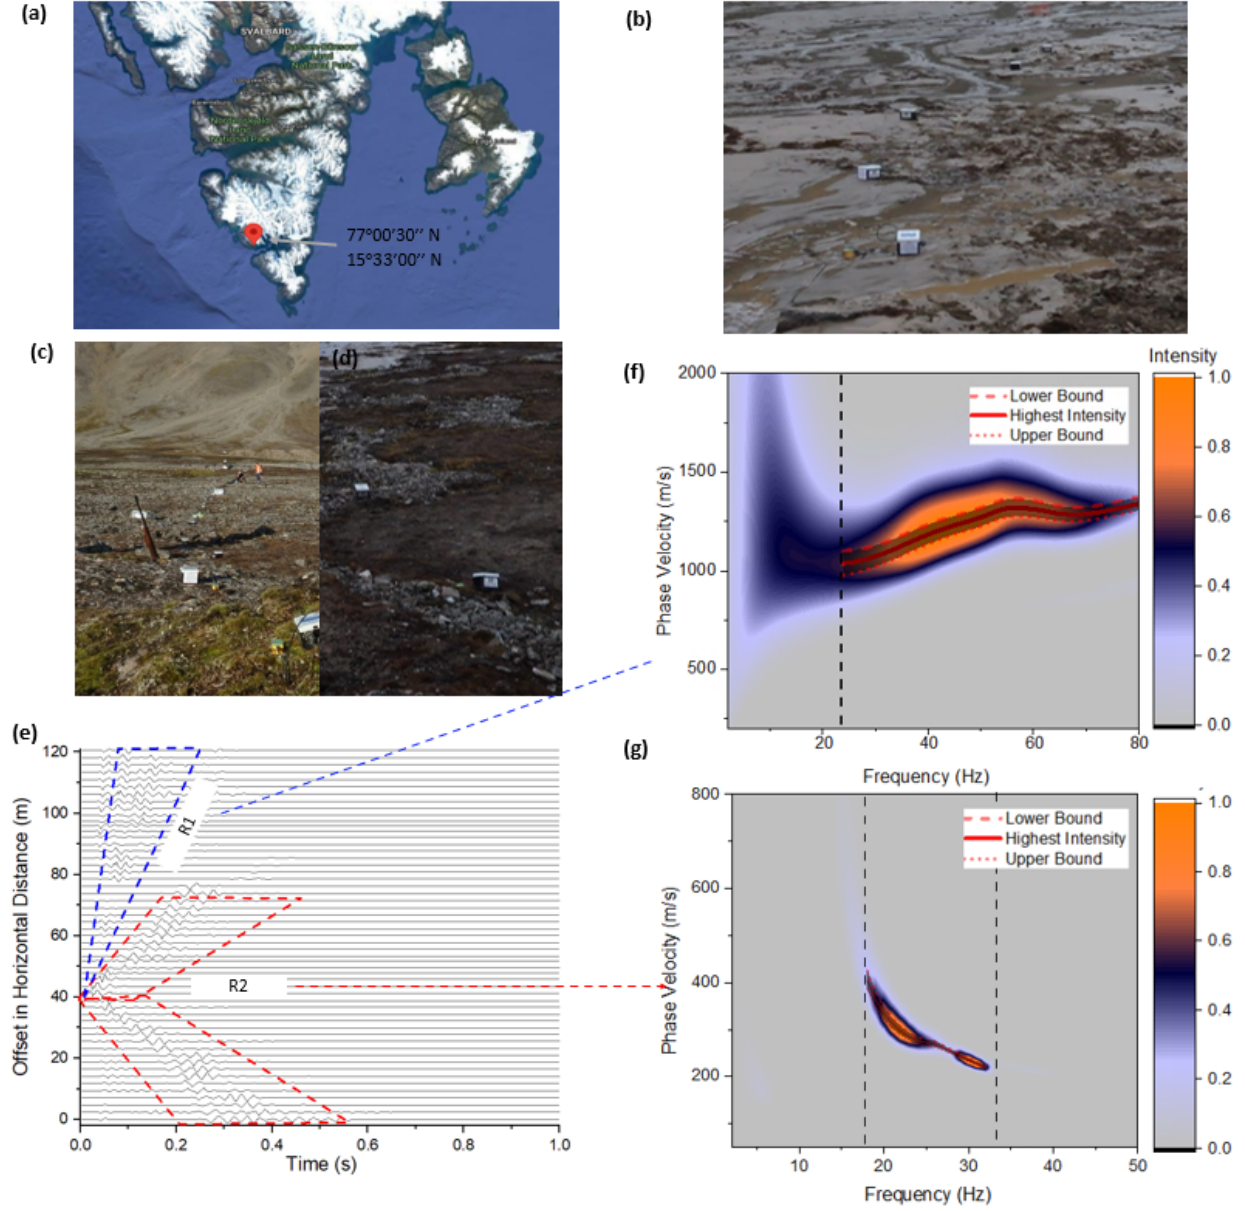 (a)
SVALBARD
National Park
77°00'30'' N
15°33'00'' N
(b)
(c)
(d)
(e)
Offset in Horizontal Distance (m)
120
100
80
60
40
20
0
R1
R2
0.0 0.2 0.4 0.6 0.8 1.0
Time (s)
(f)
Intensity
Phase Velocity (m/s)
2000
1500
1000
500
Lower Bound
Highest Intensity
Upper Bound
20 40 60 80
Frequency (Hz)
1.0
0.8
0.6
0.4
0.2
0.0
(g)
Phase Velocity (m/s)
800
600
400
200
Lower Bound
Highest Intensity
Upper Bound
10 20 30 40 50
Frequency (Hz)
1.0
0.8
0.6
0.4
0.2
0.0